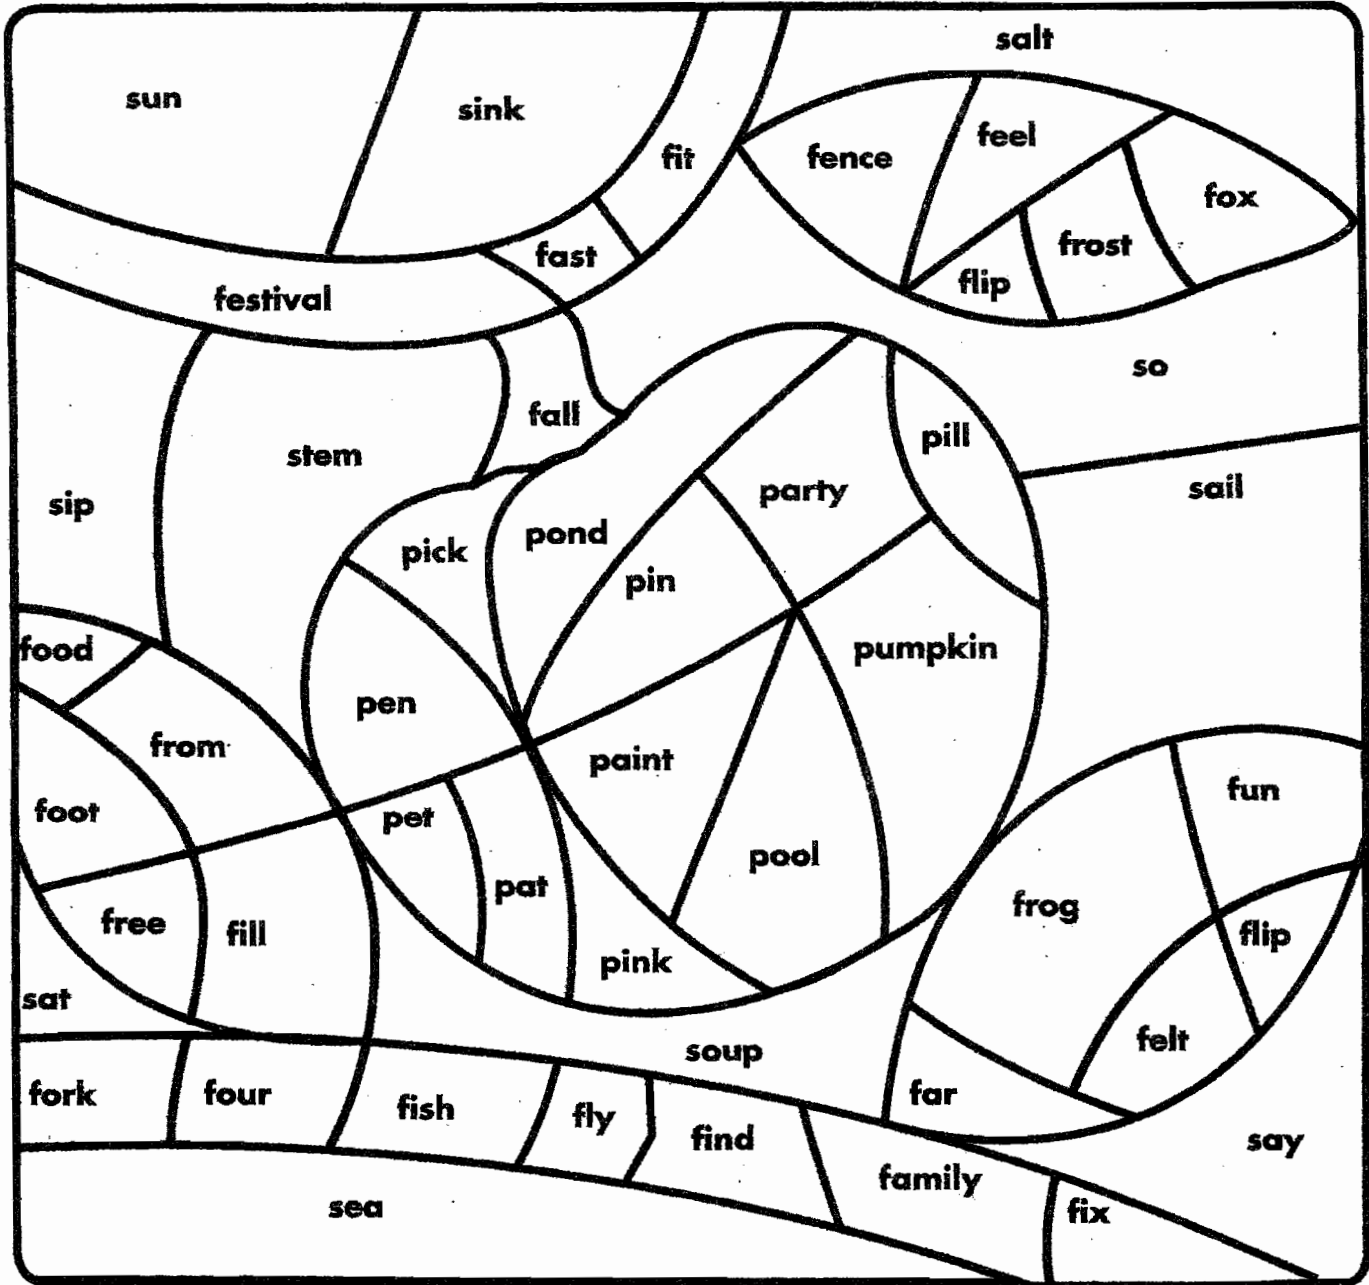 salt
sun
sink
fit
fence
feel
fox
fast
flip
frost
festival
so
fall
pill
stem
sip
party
sail
pick
pond
pin
food
pumpkin
pen
from
paint
fun
foot
pet
pool
pat
frog
free
fill
flip
pink
sat
felt
soup
fork
four
fish
fly
find
far
say
family
sea
fix